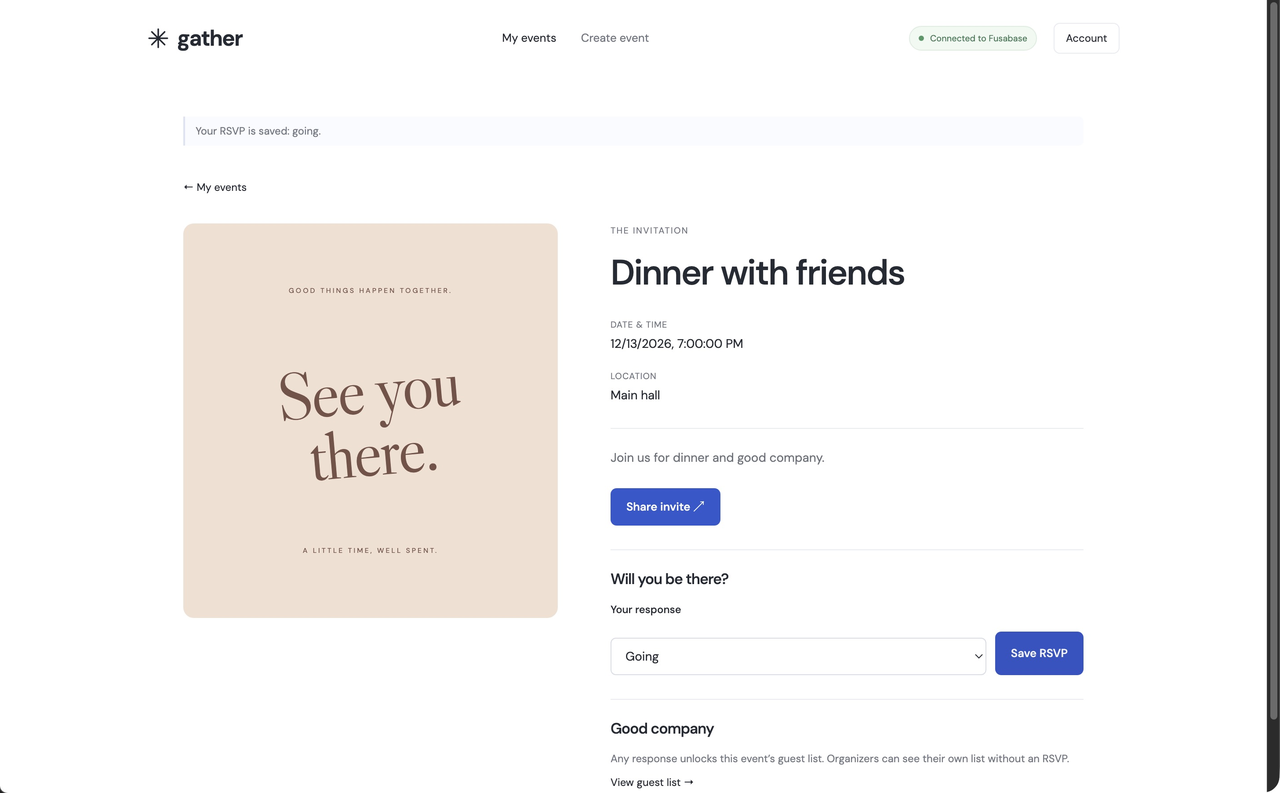 gather
My events
Create event
Connected to Fusabase
Account
Your RSVP is saved: going.
← My events
GOOD THINGS HAPPEN TOGETHER.
See you
there.
A LITTLE TIME, WELL SPENT.
THE INVITATION
Dinner with friends
DATE & TIME
12/13/2026, 7:00:00 PM
LOCATION
Main hall
Join us for dinner and good company.
Share invite ↗
Will you be there?
Your response
Going
Save RSVP
Good company
Any response unlocks this event’s guest list. Organizers can see their own list without an RSVP.
View guest list →